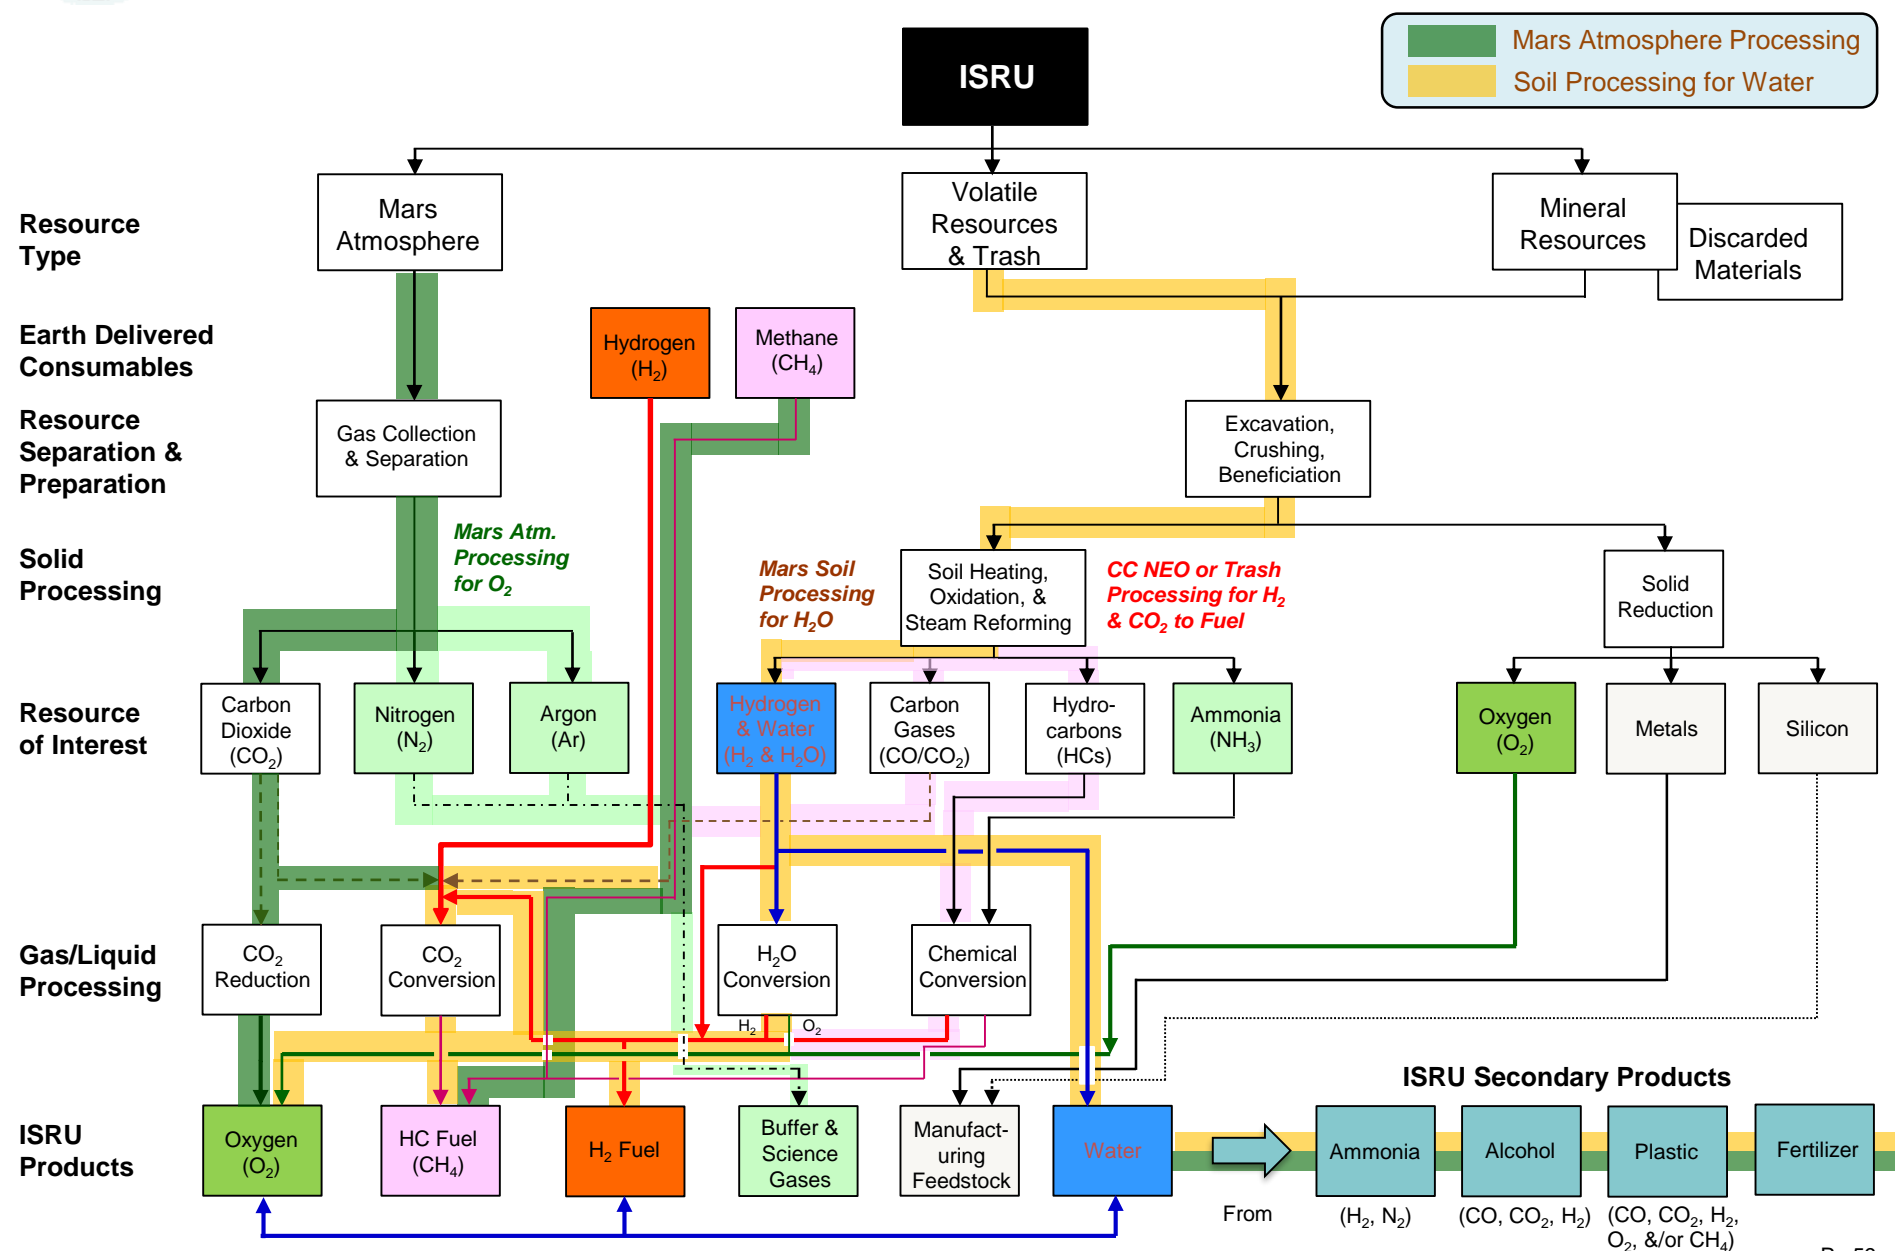 ISRU
Mars Atmosphere Processing
Soil Processing for Water
Resource
Type
Mars
Atmosphere
Volatile
Resources
& Trash
Mineral
Resources
Discarded
Materials
Earth Delivered
Consumables
Hydrogen
(H₂)
Methane
(CH₄)
Resource
Separation &
Preparation
Gas Collection
& Separation
Excavation,
Crushing,
Beneficiation
Solid
Processing
Mars Atm.
Processing
for O₂
Mars Soil
Processing
for H₂O
Soil Heating,
Oxidation, &
Steam Reforming
CC NEO or Trash
Processing for H₂
& CO₂ to Fuel
Solid
Reduction
Resource
of Interest
Carbon
Dioxide
(CO₂)
Nitrogen
(N₂)
Argon
(Ar)
Hydrogen
& Water
(H₂ & H₂O)
Carbon
Gases
(CO/CO₂)
Hydro-
carbons
(HCs)
Ammonia
(NH₃)
Oxygen
(O₂)
Metals
Silicon
Gas/Liquid
Processing
CO₂
Reduction
CO₂
Conversion
H₂O
Conversion
Chemical
Conversion
H₂
O₂
ISRU
Products
Oxygen
(O₂)
HC Fuel
(CH₄)
H₂ Fuel
Buffer &
Science
Gases
Manufact-
uring
Feedstock
Water
ISRU Secondary Products
Ammonia
Alcohol
Plastic
Fertilizer
From
(H₂, N₂)
(CO, CO₂, H₂)
(CO, CO₂, H₂,
O₂, &/or CH₄)